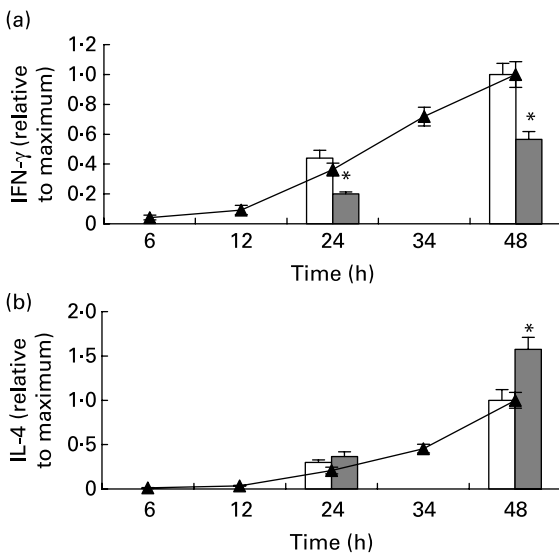 (a)
IFN-γ (relative
to maximum)
1·2
1·0
0·8
0·6
0·4
0·2
0
*
*
6 12 24 34 48
Time (h)
(b)
IL-4 (relative
to maximum)
2·0
1·5
1·0
0·5
0
*
6 12 24 34 48
Time (h)